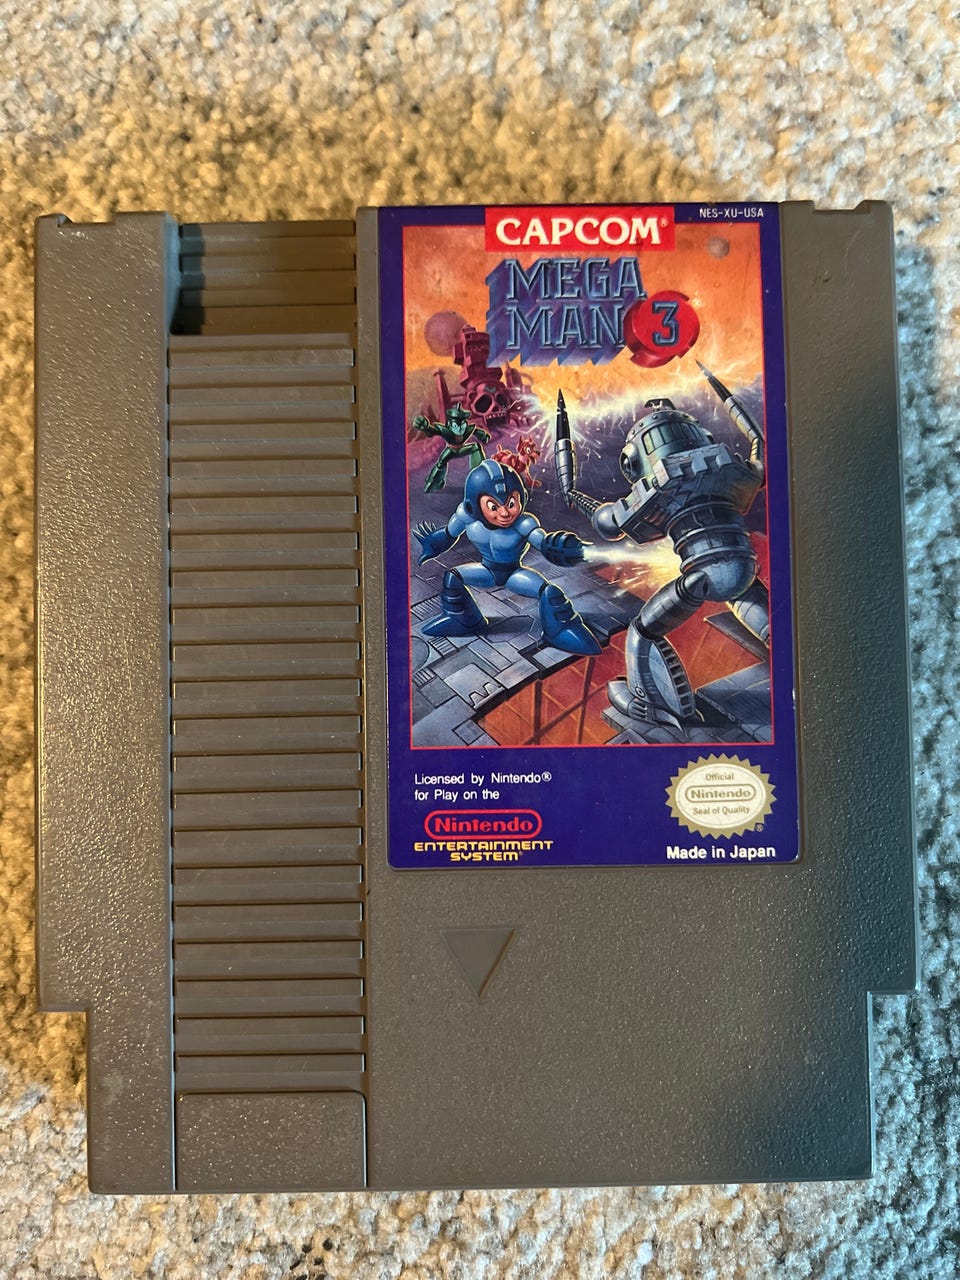 NES-XU-USA
CAPCOM®
MEGA
MAN 3
Licensed by Nintendo®
for Play on the
Nintendo
ENTERTAINMENT
SYSTEM®
Official
Nintendo
Seal of Quality
®
Made in Japan